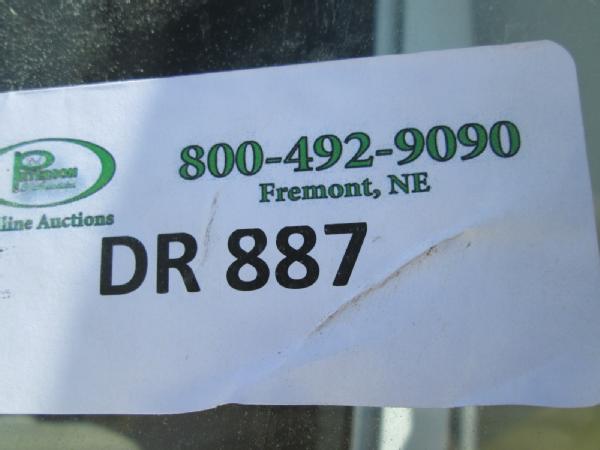 800-492-9090
Fremont, NE
line Auctions
DR 887